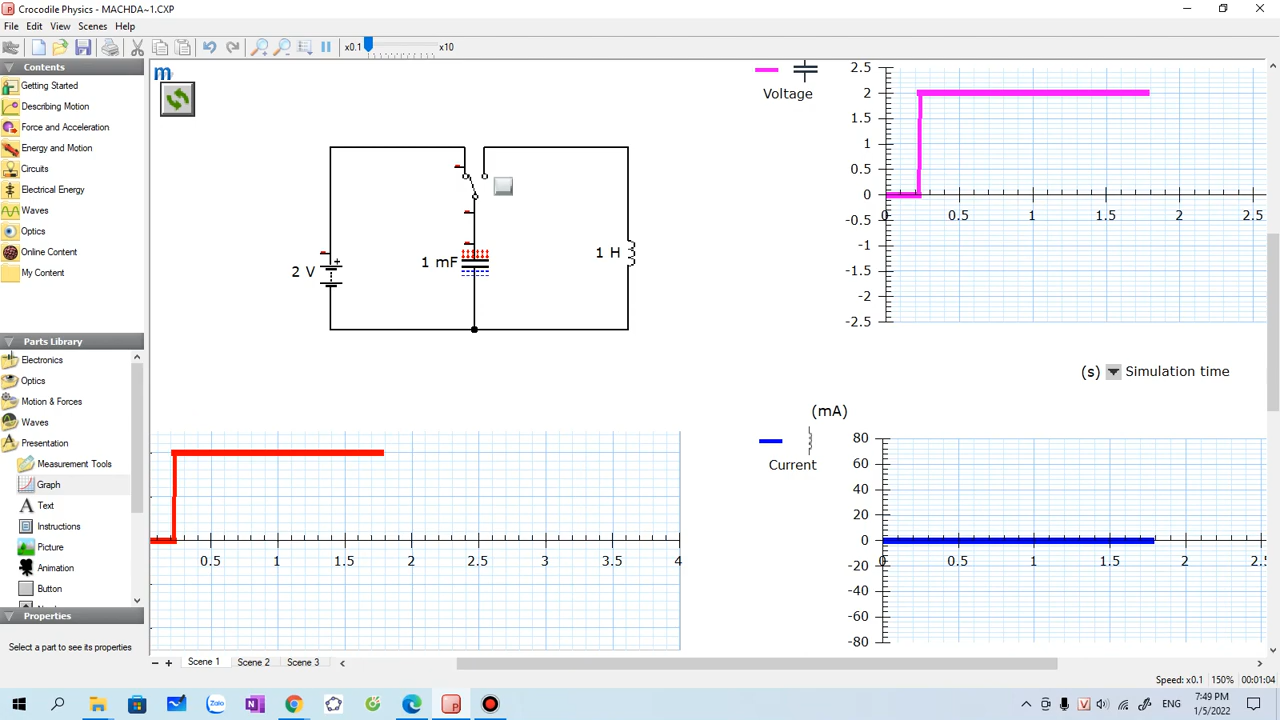 Crocodile Physics - MACHDA~1.CXP
File Edit View Scenes Help
x0.1 x10
Contents
Getting Started
Describing Motion
Force and Acceleration
Energy and Motion
Circuits
Electrical Energy
Waves
Optics
Online Content
My Content
Parts Library
Electronics
Optics
Motion & Forces
Waves
Presentation
Measurement Tools
Graph
Text
Instructions
Picture
Animation
Button
Properties
Select a part to see its properties
m
2 V
+
1 mF
1 H
Voltage
2.5
2
1.5
1
0.5
0
-0.5
-1
-1.5
-2
-2.5
0 0.5 1 1.5 2 2.5
(s) Simulation time
(mA)
Current
80
60
40
20
0
-20
-40
-60
-80
0 0.5 1 1.5 2
0.5 1 1.5 2 2.5 3 3.5 4
Scene 1 Scene 2 Scene 3
Speed: x0.1 150% 00:01:04
Zalo
ENG
7:49 PM
1/5/2022